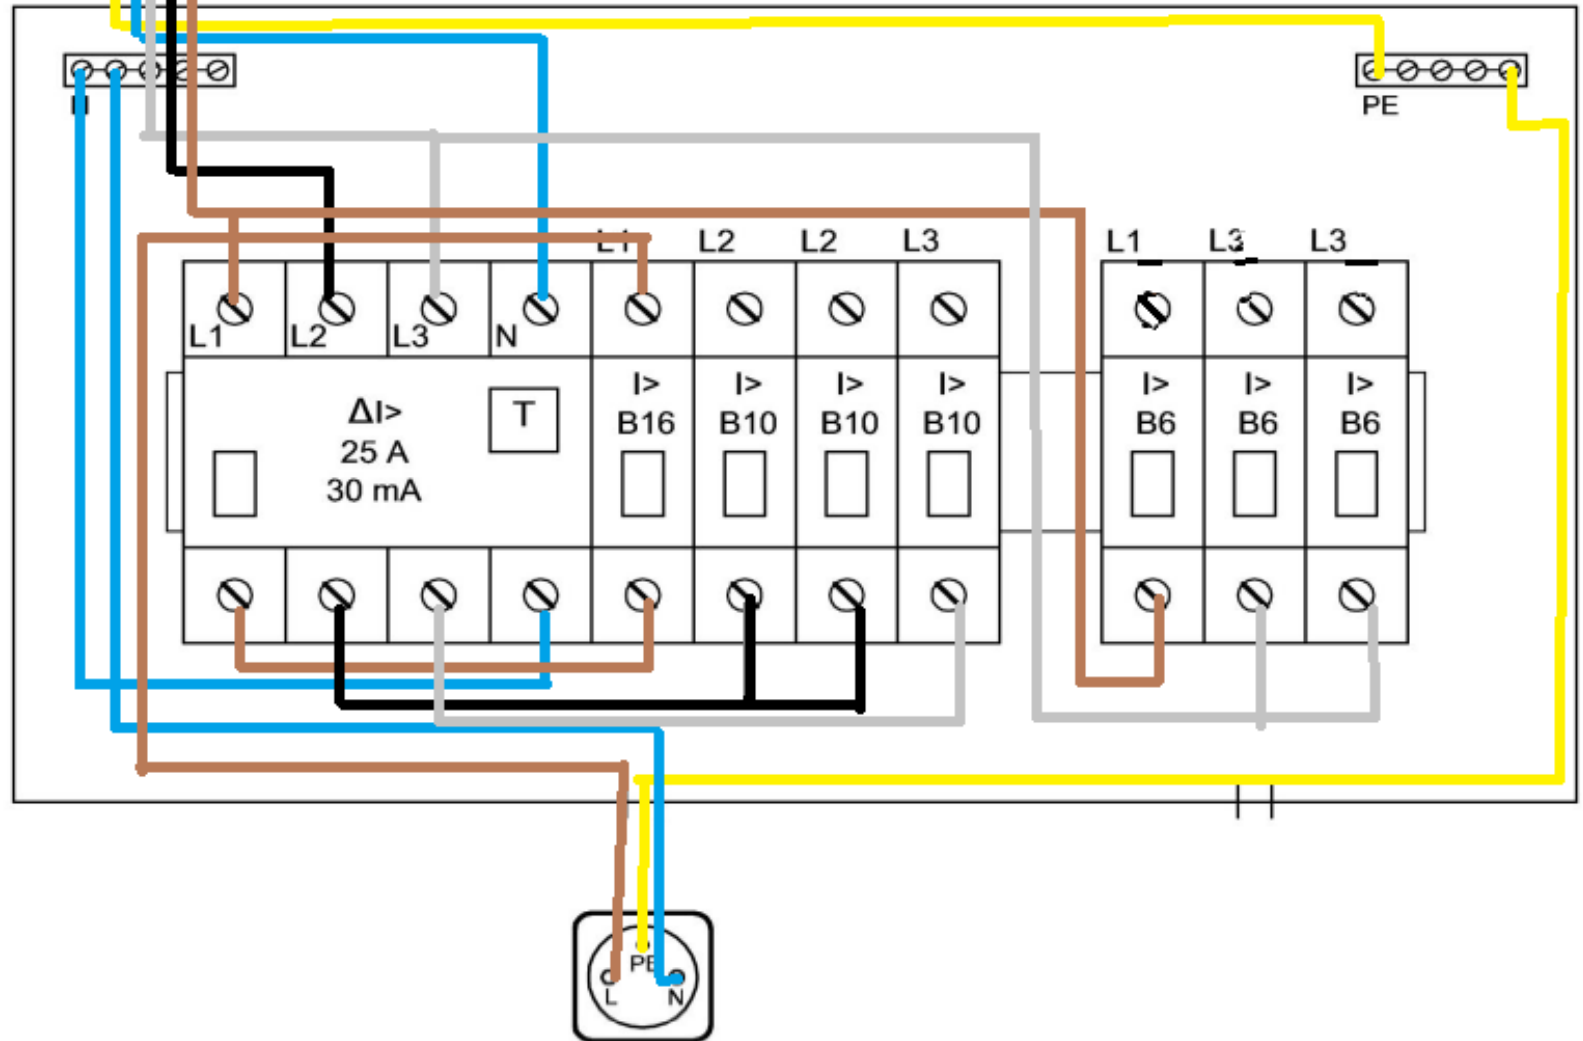 PE
L1 L2 L2 L3 L1 L3 L3
L1 L2 L3 N
ΔI>
25 A
30 mA
T
I>
B16
I>
B10
I>
B10
I>
B10
I>
B6
I>
B6
I>
B6
PE
L N